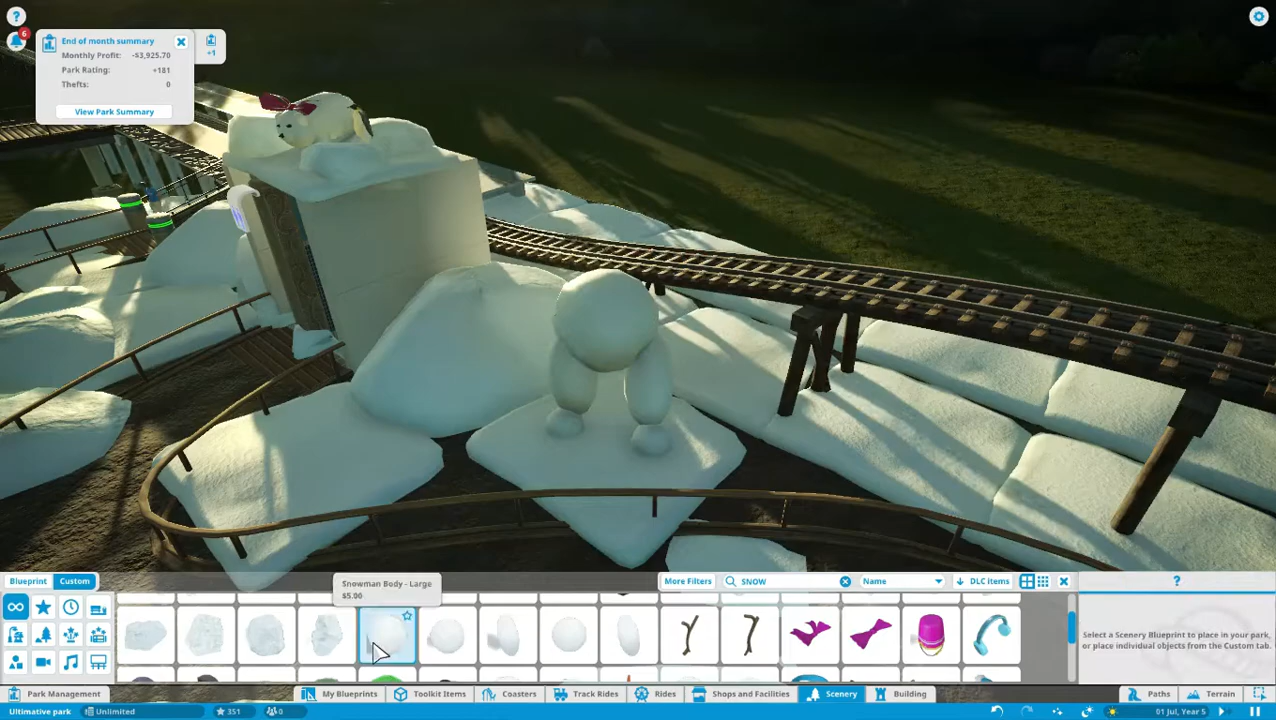 ?
6
End of month summary
Monthly Profit: -$3,925.70
Park Rating: +181
Thefts: 0
View Park Summary
+1
Snowman Body - Large
$5.00
Blueprint Custom More Filters SNOW Name DLC items ?
Select a Scenery Blueprint to place in your park,
or place individual objects from the Custom tab.
Park Management My Blueprints Toolkit Items Coasters Track Rides Rides Shops and Facilities Scenery Building Paths Terrain
Ultimative park Unlimited 351 0 01 Jul, Year 5